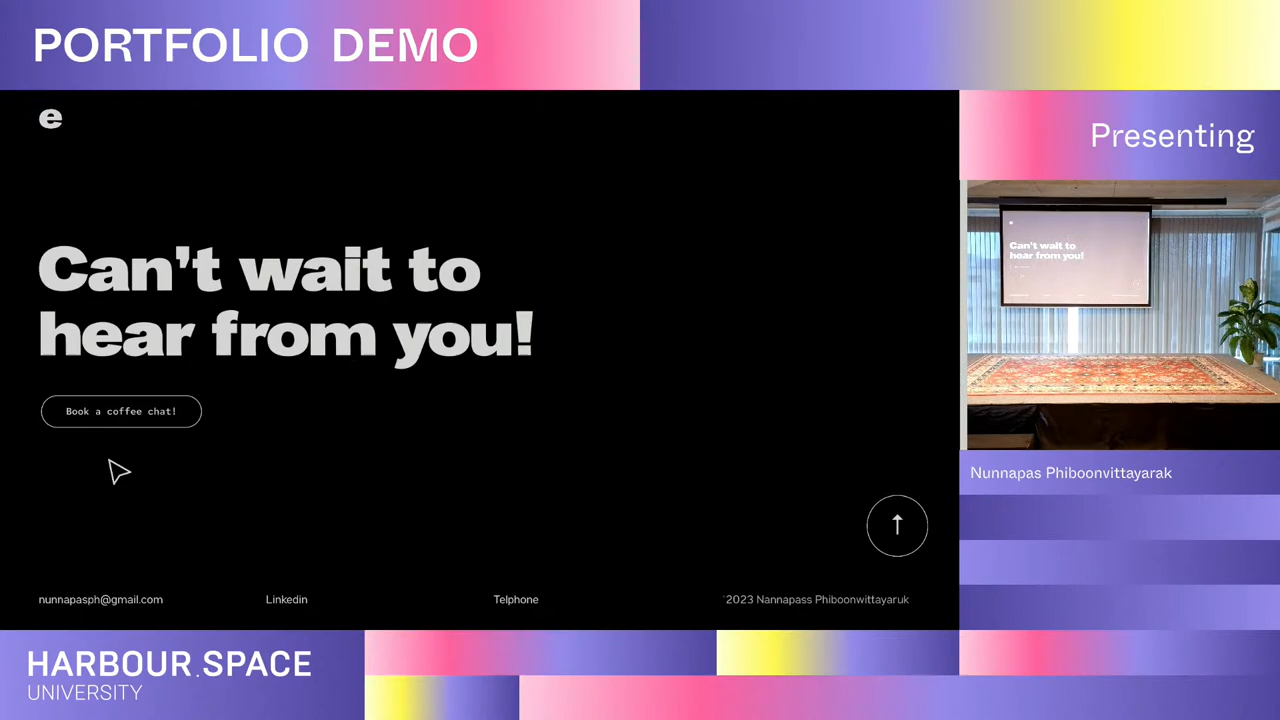 PORTFOLIO DEMO
e
Can't wait to
hear from you!
Book a coffee chat!
nunnapasph@gmail.com
Linkedin
Telphone
©2023 Nannapass Phiboonwittayaruk
Presenting
Can't wait to
hear from you!
Nunnapas Phiboonvittayarak
HARBOUR.SPACE
UNIVERSITY